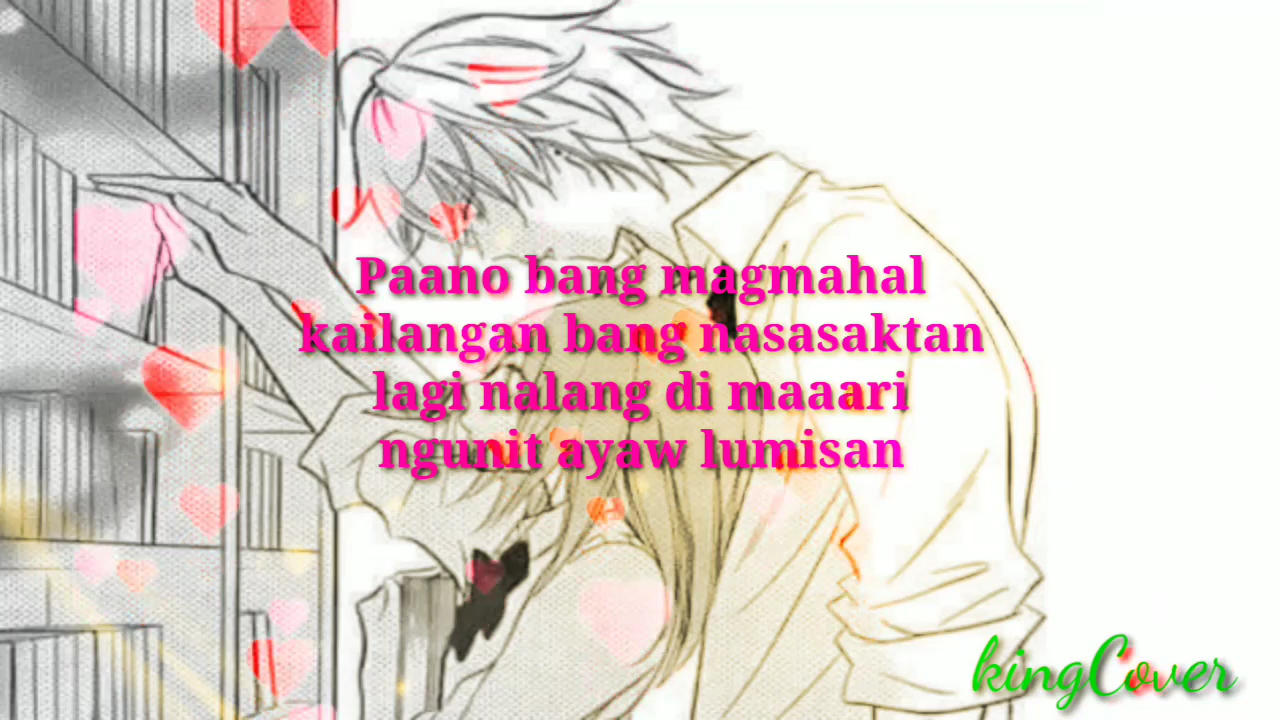 Paano bang magmahal
kailangan bang nasasaktan
lagi nalang di maaari
ngunit ayaw lumisan
kingCover